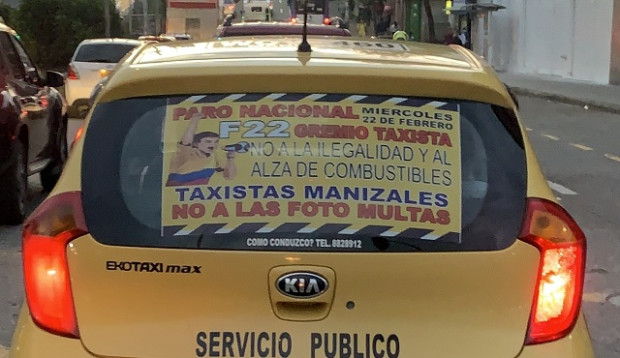 PARO NACIONAL MIERCOLES
22 DE FEBRERO
F22 GREMIO TAXISTA
NO A LA ILEGALIDAD Y AL
ALZA DE COMBUSTIBLES
TAXISTAS MANIZALES
NO A LAS FOTO MULTAS
COMO CONDUZCO? TEL. 8828912
EKOTAXI max
KIA
SERVICIO PUBLICO